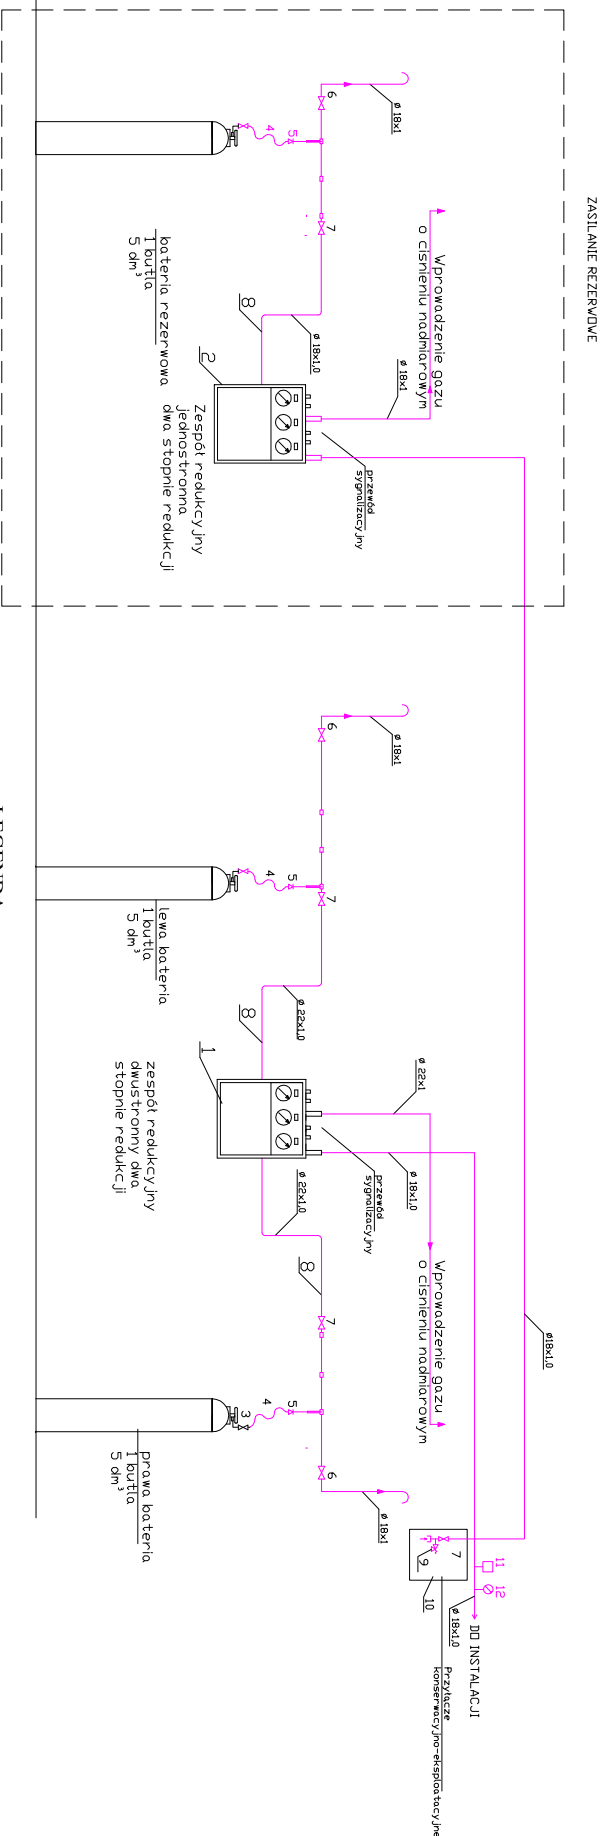 ZASILANIE REZERWOWE
6
ø 18x1
4
5
7
Wprowadzenie gazu
o ciśnieniu nadmiarowym
bateria rezerwowa
1 butla
5 dm³
8
ø 18x1,0
ø 18x1
2
Zespół redukcyjny
jednostronna
dwa stopnie redukcji
przewód
sygnalizacyjny
6
ø 18x1
4
5
7
lewa bateria
1 butla
5 dm³
8
ø 22x1,0
1
zespół redukcyjny
dwustronny dwa
stopnie redukcji
ø 22x1
ø 18x1,0
przewód
sygnalizacyjny
ø 22x1,0
8
Wprowadzenie gazu
o ciśnieniu nadmiarowym
ø18x1,0
7
3
4
5
6
prawa bateria
1 butla
5 dm³
ø 18x1
7
9
10
11
12
ø 18x1,0
DO INSTALACJI
Przyłącze
konserwacyjno-eksploatacyjne